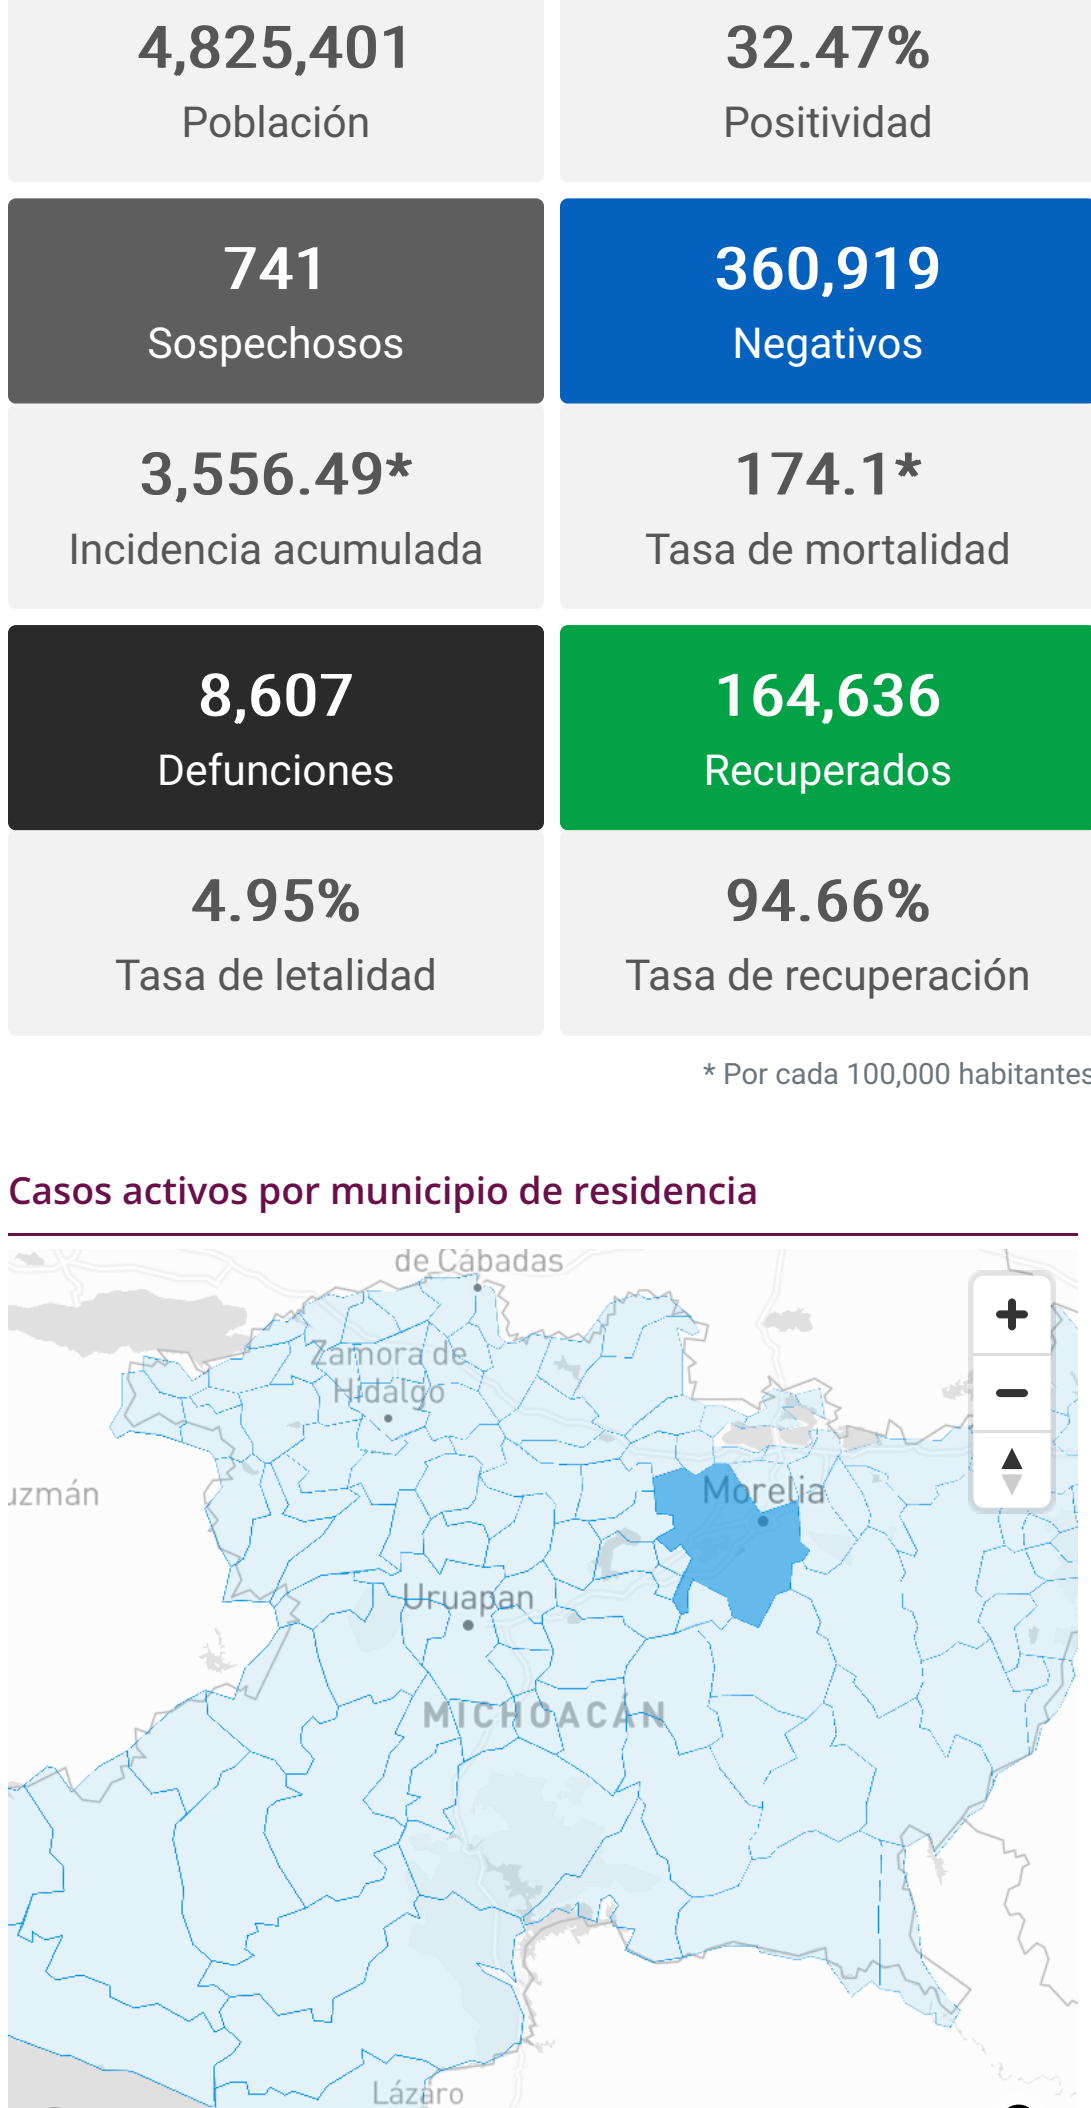 4,825,401
Población
32.47%
Positividad
741
Sospechosos
360,919
Negativos
3,556.49*
Incidencia acumulada
174.1*
Tasa de mortalidad
8,607
Defunciones
164,636
Recuperados
4.95%
Tasa de letalidad
94.66%
Tasa de recuperación
* Por cada 100,000 habitantes
Casos activos por municipio de residencia
de Cabadas
Zamora de
Hidalgo
uzmán
Morelia
Uruapan
MICHOACÁN
Lázaro